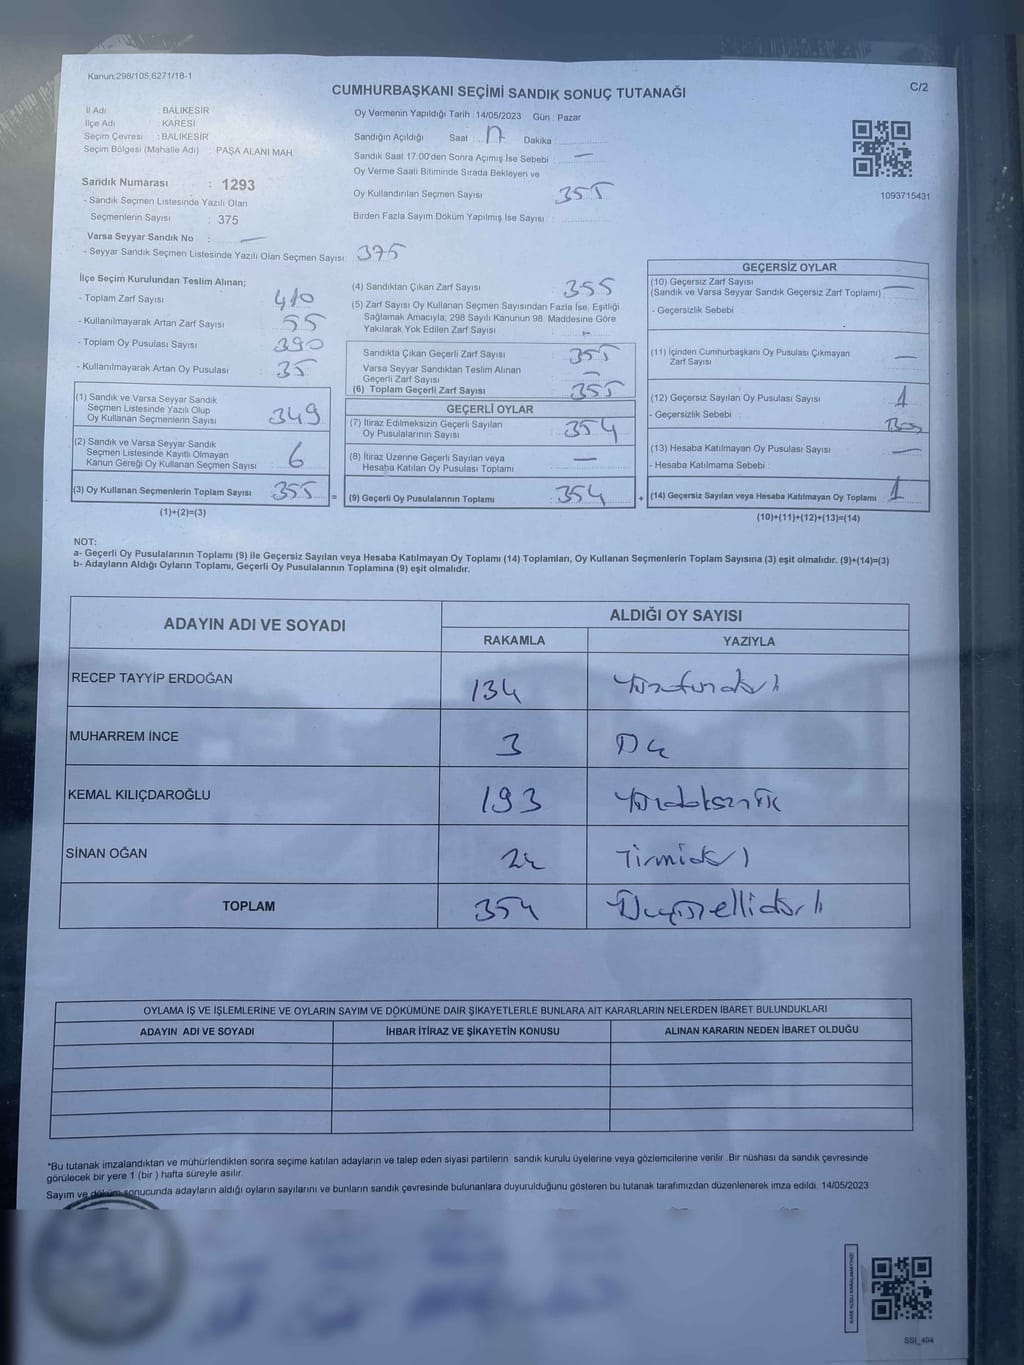 Kanun:298/105,6271/18-1
C/2
CUMHURBAŞKANI SEÇİMİ SANDIK SONUÇ TUTANAĞI
İl Adı : BALIKESİR
İlçe Adı : KARESİ
Seçim Çevresi : BALIKESİR
Seçim Bölgesi (Mahalle Adı) : PAŞA ALANI MAH.
Sandık Numarası : 1293
- Sandık Seçmen Listesinde Yazılı Olan
Seçmenlerin Sayısı : 375
Varsa Seyyar Sandık No : —
- Seyyar Sandık Seçmen Listesinde Yazılı Olan Seçmen Sayısı: 375
Oy Vermenin Yapıldığı Tarih : 14/05/2023 Gün : Pazar
Sandığın Açıldığı Saat : 17 Dakika :
Sandık Saat 17:00'den Sonra Açımış İse Sebebi : —
Oy Verme Saati Bitiminde Sırada Bekleyen ve
Oy Kullandırılan Seçmen Sayısı 355
Birden Fazla Sayım Döküm Yapılmış İse Sayısı :
1093715431
İlçe Seçim Kurulundan Teslim Alınan;
- Toplam Zarf Sayısı 410
- Kullanılmayarak Artan Zarf Sayısı 55
- Toplam Oy Pusulası Sayısı 390
- Kullanılmayarak Artan Oy Pusulası 35
(1) Sandık ve Varsa Seyyar Sandık
Seçmen Listesinde Yazılı Olup
Oy Kullanan Seçmenlerin Sayısı 349
(2) Sandık ve Varsa Seyyar Sandık
Seçmen Listesinde Kayıtlı Olmayan
Kanun Gereği Oy Kullanan Seçmen Sayısı 6
(3) Oy Kullanan Seçmenlerin Toplam Sayısı 355 =
(1)+(2)=(3)
(4) Sandıktan Çıkan Zarf Sayısı 355
(5) Zarf Sayısı Oy Kullanan Seçmen Sayısından Fazla İse, Eşitliği
Sağlamak Amacıyla; 298 Sayılı Kanunun 98. Maddesine Göre
Yakılarak Yok Edilen Zarf Sayısı
Sandıkta Çıkan Geçerli Zarf Sayısı 355
Varsa Seyyar Sandıktan Teslim Alınan
Geçerli Zarf Sayısı —
(6) Toplam Geçerli Zarf Sayısı 355
GEÇERLİ OYLAR
(7) İtiraz Edilmeksizin Geçerli Sayılan
Oy Pusulalarının Sayısı 354
(8) İtiraz Üzerine Geçerli Sayılan veya
Hesaba Katılan Oy Pusulası Toplamı —
(9) Geçerli Oy Pusulalarının Toplamı 354 +
GEÇERSİZ OYLAR
(10) Geçersiz Zarf Sayısı
(Sandık ve Varsa Seyyar Sandık Geçersiz Zarf Toplamı) —
- Geçersizlik Sebebi :
(11) İçinden Cumhurbaşkanı Oy Pusulası Çıkmayan
Zarf Sayısı —
(12) Geçersiz Sayılan Oy Pusulası Sayısı 1
- Geçersizlik Sebebi : Boş
(13) Hesaba Katılmayan Oy Pusulası Sayısı —
- Hesaba Katılmama Sebebi :
(14) Geçersiz Sayılan veya Hesaba Katılmayan Oy Toplamı 1
(10)+(11)+(12)+(13)=(14)
NOT:
a- Geçerli Oy Pusulalarının Toplamı (9) ile Geçersiz Sayılan veya Hesaba Katılmayan Oy Toplamı (14) Toplamları, Oy Kullanan Seçmenlerin Toplam Sayısına (3) eşit olmalıdır. (9)+(14)=(3)
b- Adayların Aldığı Oyların Toplamı, Geçerli Oy Pusulalarının Toplamına (9) eşit olmalıdır.
ADAYIN ADI VE SOYADI ALDIĞI OY SAYISI
RAKAMLA YAZIYLA
RECEP TAYYİP ERDOĞAN 134
MUHARREM İNCE 3
KEMAL KILIÇDAROĞLU 193
SİNAN OĞAN 24
TOPLAM 354
OYLAMA İŞ VE İŞLEMLERİNE VE OYLARIN SAYIM VE DÖKÜMÜNE DAİR ŞİKAYETLERLE BUNLARA AİT KARARLARIN NELERDEN İBARET BULUNDUKLARI
ADAYIN ADI VE SOYADI İHBAR İTİRAZ VE ŞİKAYETİN KONUSU ALINAN KARARIN NEDEN İBARET OLDUĞU
*Bu tutanak imzalandıktan ve mühürlendikten sonra seçime katılan adayların ve talep eden siyasi partilerin sandık kurulu üyelerine veya gözlemcilerine verilir .Bir nüshası da sandık çevresinde
görülecek bir yere 1 (bir ) hafta süreyle asılır.
Sayım ve döküm sonucunda adayların aldığı oyların sayılarını ve bunların sandık çevresinde bulunanlara duyurulduğunu gösteren bu tutanak tarafımızdan düzenlenerek imza edildi. 14/05/2023
KARE KODU KARALAMAYINIZ!
SSI_404